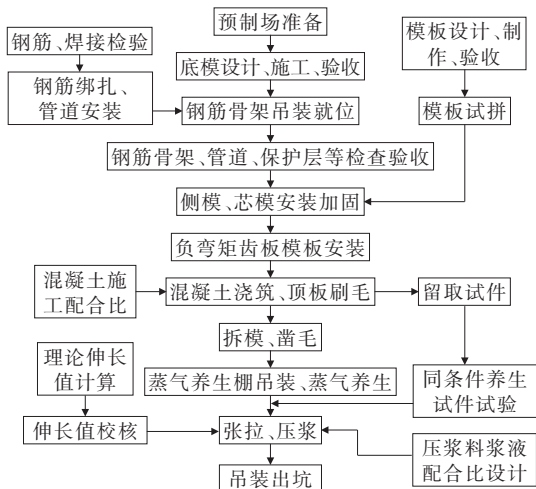 预制场准备
钢筋、焊接检验
模板设计、制
作、验收
底模设计、施工、验收
钢筋绑扎、
管道安装
钢筋骨架吊装就位
模板试拼
钢筋骨架、管道、保护层等检查验收
侧模、芯模安装加固
负弯矩齿板模板安装
混凝土施
工配合比
混凝土浇筑、顶板刷毛
留取试件
拆模、凿毛
理论伸长
值计算
蒸气养生棚吊装、蒸气养生
同条件养生
试件试验
伸长值校核
张拉、压浆
压浆料浆液
配合比设计
吊装出坑